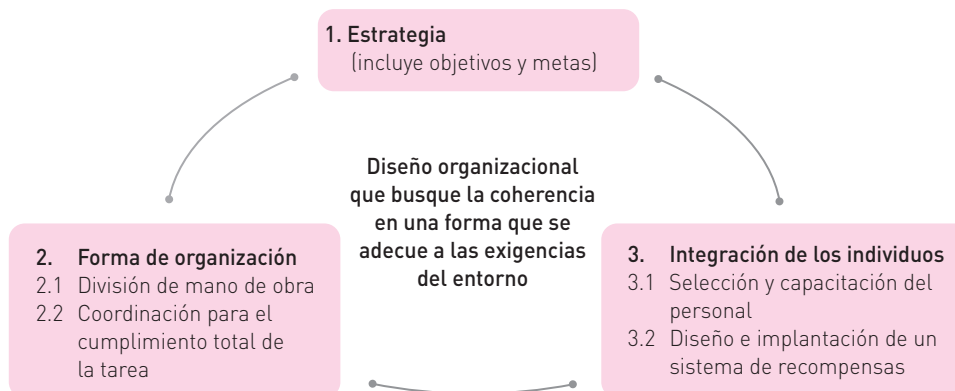 1. Estrategia
(incluye objetivos y metas)
Diseño organizacional
que busque la coherencia
en una forma que se
adecue a las exigencias
del entorno
2. Forma de organización
2.1 División de mano de obra
2.2 Coordinación para el
cumplimiento total de
la tarea
3. Integración de los individuos
3.1 Selección y capacitación del
personal
3.2 Diseño e implantación de un
sistema de recompensas